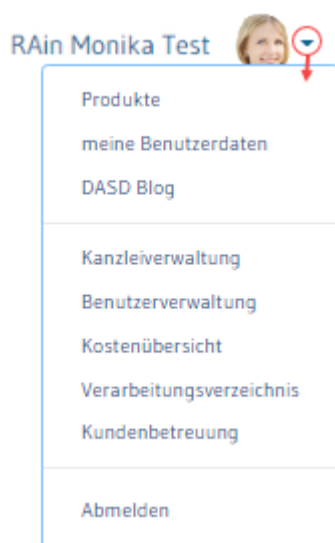 RAin Monika Test
Produkte
meine Benutzerdaten
DASD Blog
Kanzleiverwaltung
Benutzerverwaltung
Kostenübersicht
Verarbeitungsverzeichnis
Kundenbetreuung
Abmelden